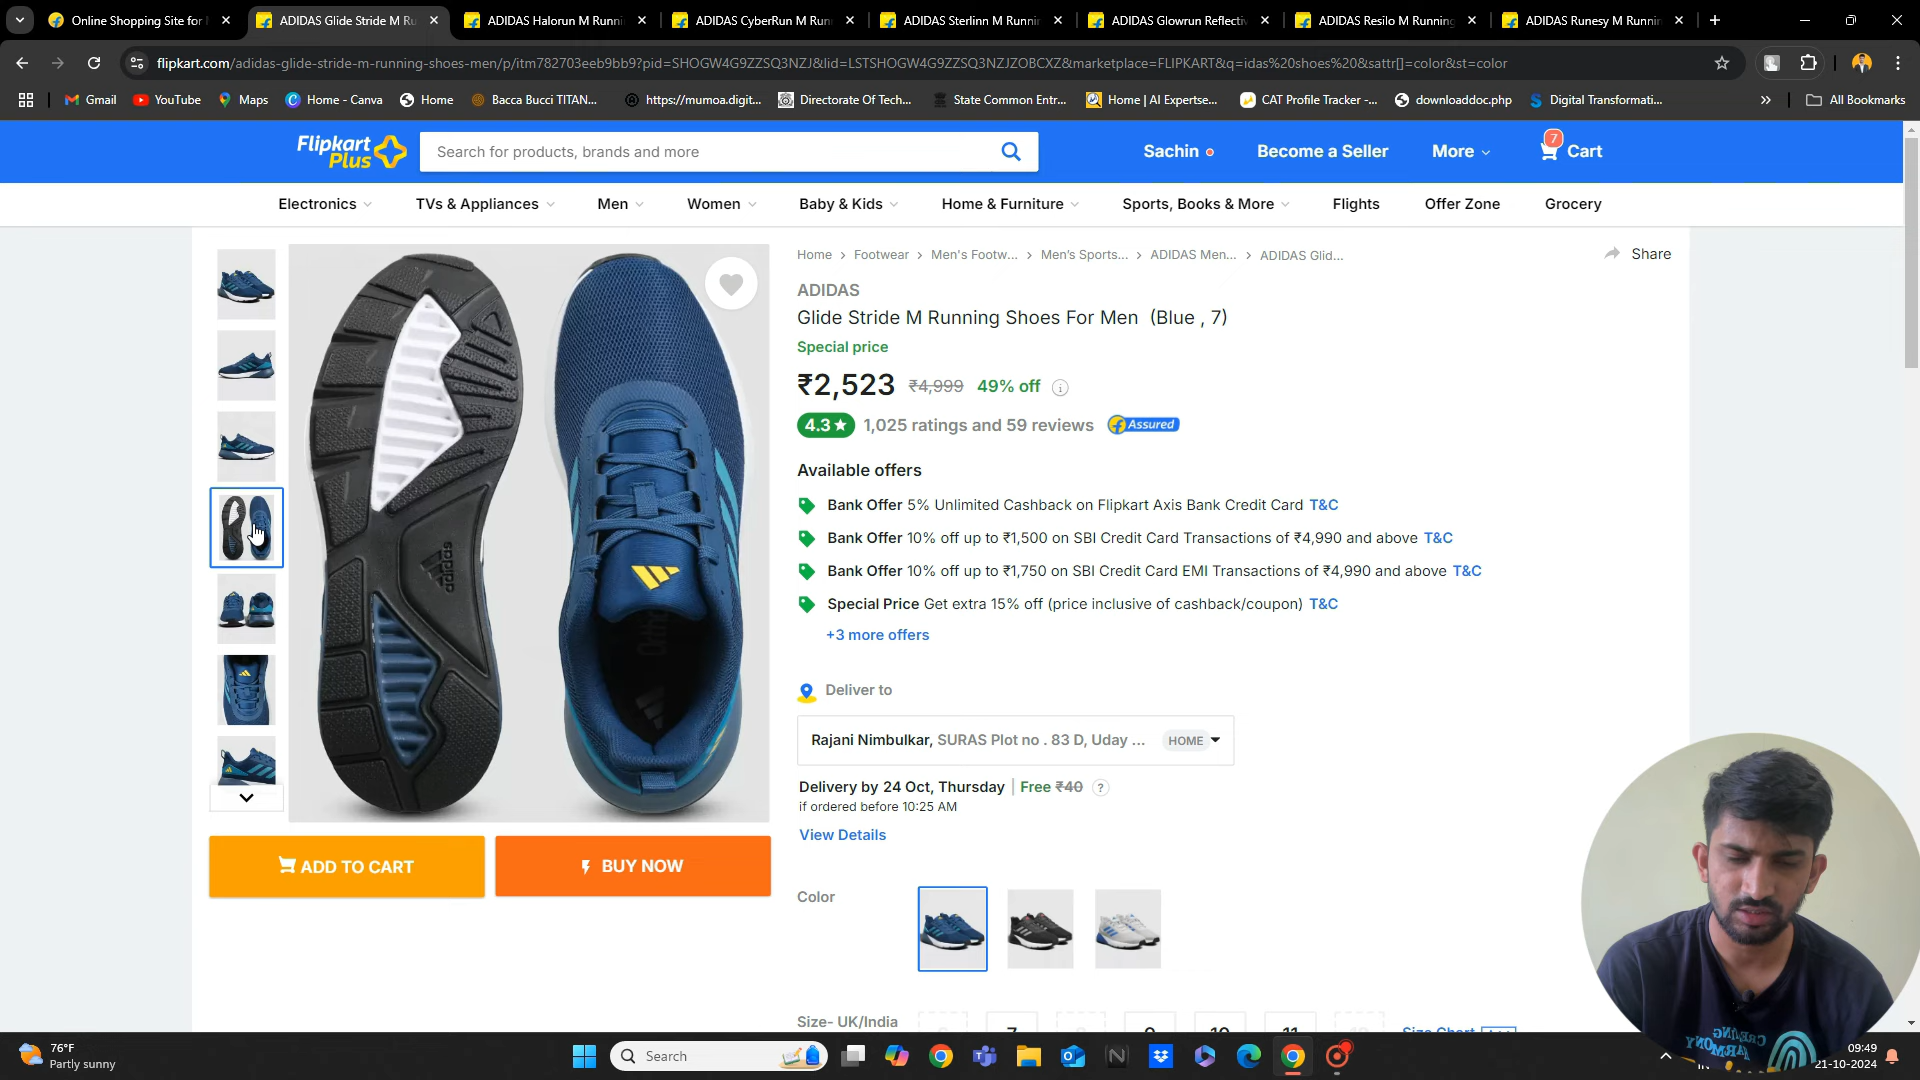 Online Shopping Site for
ADIDAS Glide Stride M Ru
ADIDAS Halorun M Runni
ADIDAS CyberRun M Run
ADIDAS Sterlinn M Runnin
ADIDAS Glowrun Reflectiv
ADIDAS Resilo M Running
ADIDAS Runesy M Runnin
flipkart.com/adidas-glide-stride-m-running-shoes-men/p/itm782703eeb9bb9?pid=SHOGW4G9ZZSQ3NZJ&lid=LSTSHOGW4G9ZZSQ3NZJZOBCXZ&marketplace=FLIPKART&q=idas%20shoes%20&sattr[]=color&st=color
Gmail
YouTube
Maps
Home - Canva
Home
Bacca Bucci TITAN...
https://mumoa.digit...
Directorate Of Tech...
State Common Entr...
Home | AI Expertse...
CAT Profile Tracker -...
downloaddoc.php
Digital Transformati...
All Bookmarks
Flipkart
Plus
Search for products, brands and more
Sachin
Become a Seller
More
7
Cart
Electronics
TVs & Appliances
Men
Women
Baby & Kids
Home & Furniture
Sports, Books & More
Flights
Offer Zone
Grocery
Home > Footwear > Men's Footw... > Men's Sports... > ADIDAS Men... > ADIDAS Glid...
Share
ADIDAS
Glide Stride M Running Shoes For Men (Blue , 7)
Special price
₹2,523 ₹4,999 49% off
4.3★ 1,025 ratings and 59 reviews Assured
Available offers
Bank Offer 5% Unlimited Cashback on Flipkart Axis Bank Credit Card T&C
Bank Offer 10% off up to ₹1,500 on SBI Credit Card Transactions of ₹4,990 and above T&C
Bank Offer 10% off up to ₹1,750 on SBI Credit Card EMI Transactions of ₹4,990 and above T&C
Special Price Get extra 15% off (price inclusive of cashback/coupon) T&C
+3 more offers
adidas
Deliver to
Rajani Nimbulkar, SURAS Plot no . 83 D, Uday ... HOME
Delivery by 24 Oct, Thursday | Free ₹40 ?
if ordered before 10:25 AM
View Details
ADD TO CART
BUY NOW
Color
Size- UK/India
7
9
10
11
Size Chart
76°F
Partly sunny
Search
09:49
21-10-2024